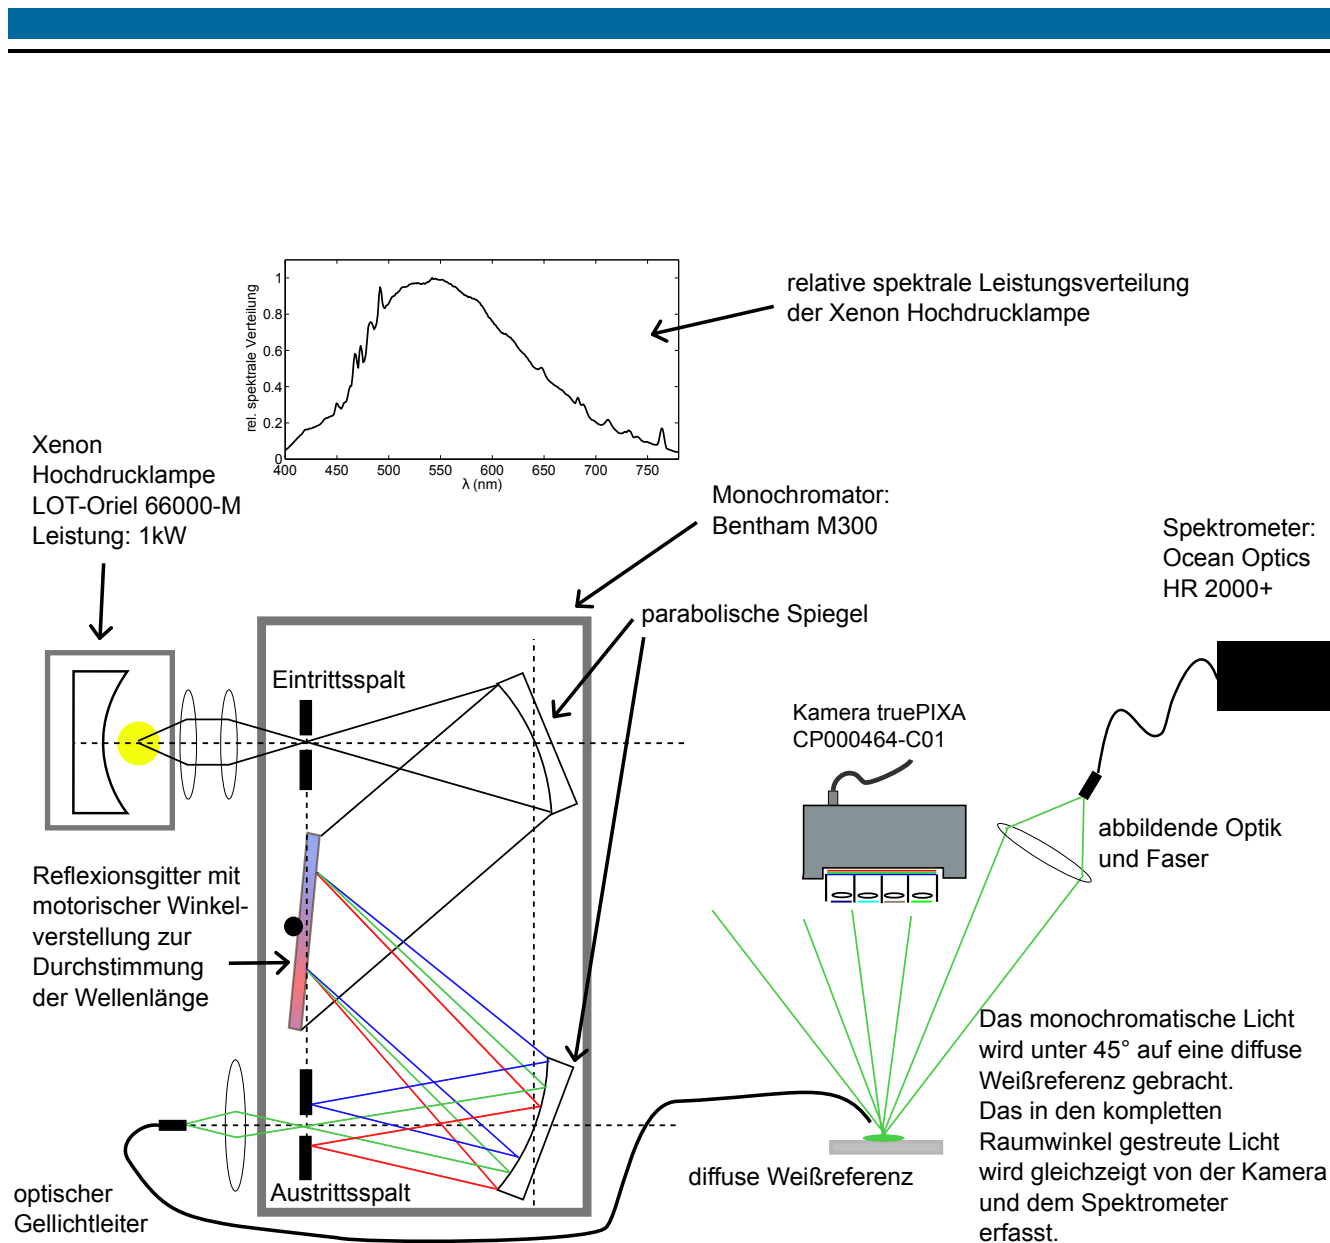 relative spektrale Leistungsverteilung
der Xenon Hochdrucklampe
rel. spektrale Verteilung
1
0.8
0.6
0.4
0.2
0
400 450 500 550 600 650 700 750
λ (nm)
Xenon
Hochdrucklampe
LOT-Oriel 66000-M
Leistung: 1kW
Monochromator:
Bentham M300
Spektrometer:
Ocean Optics
HR 2000+
parabolische Spiegel
Eintrittsspalt
Kamera truePIXA
CP000464-C01
abbildende Optik
und Faser
Reflexionsgitter mit
motorischer Winkel-
verstellung zur
Durchstimmung
der Wellenlänge
Das monochromatische Licht
wird unter 45° auf eine diffuse
Weißreferenz gebracht.
Das in den kompletten
Raumwinkel gestreute Licht
wird gleichzeigt von der Kamera
und dem Spektrometer
erfasst.
diffuse Weißreferenz
Austrittsspalt
optischer
Gellichtleiter